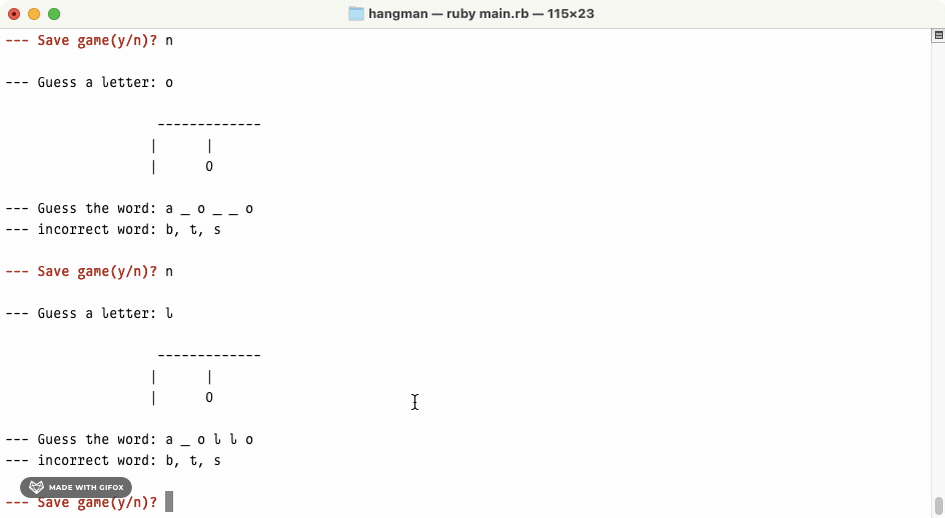 hangman — ruby main.rb — 115×23
--- Save game(y/n)? n
--- Guess a letter: o
-------------
|      |
|      O
--- Guess the word: a _ o _ _ o
--- incorrect word: b, t, s
--- Save game(y/n)? n
--- Guess a letter: l
-------------
|      |
|      O
--- Guess the word: a _ o l l o
--- incorrect word: b, t, s
MADE WITH GIFOX
--- Save game(y/n)?